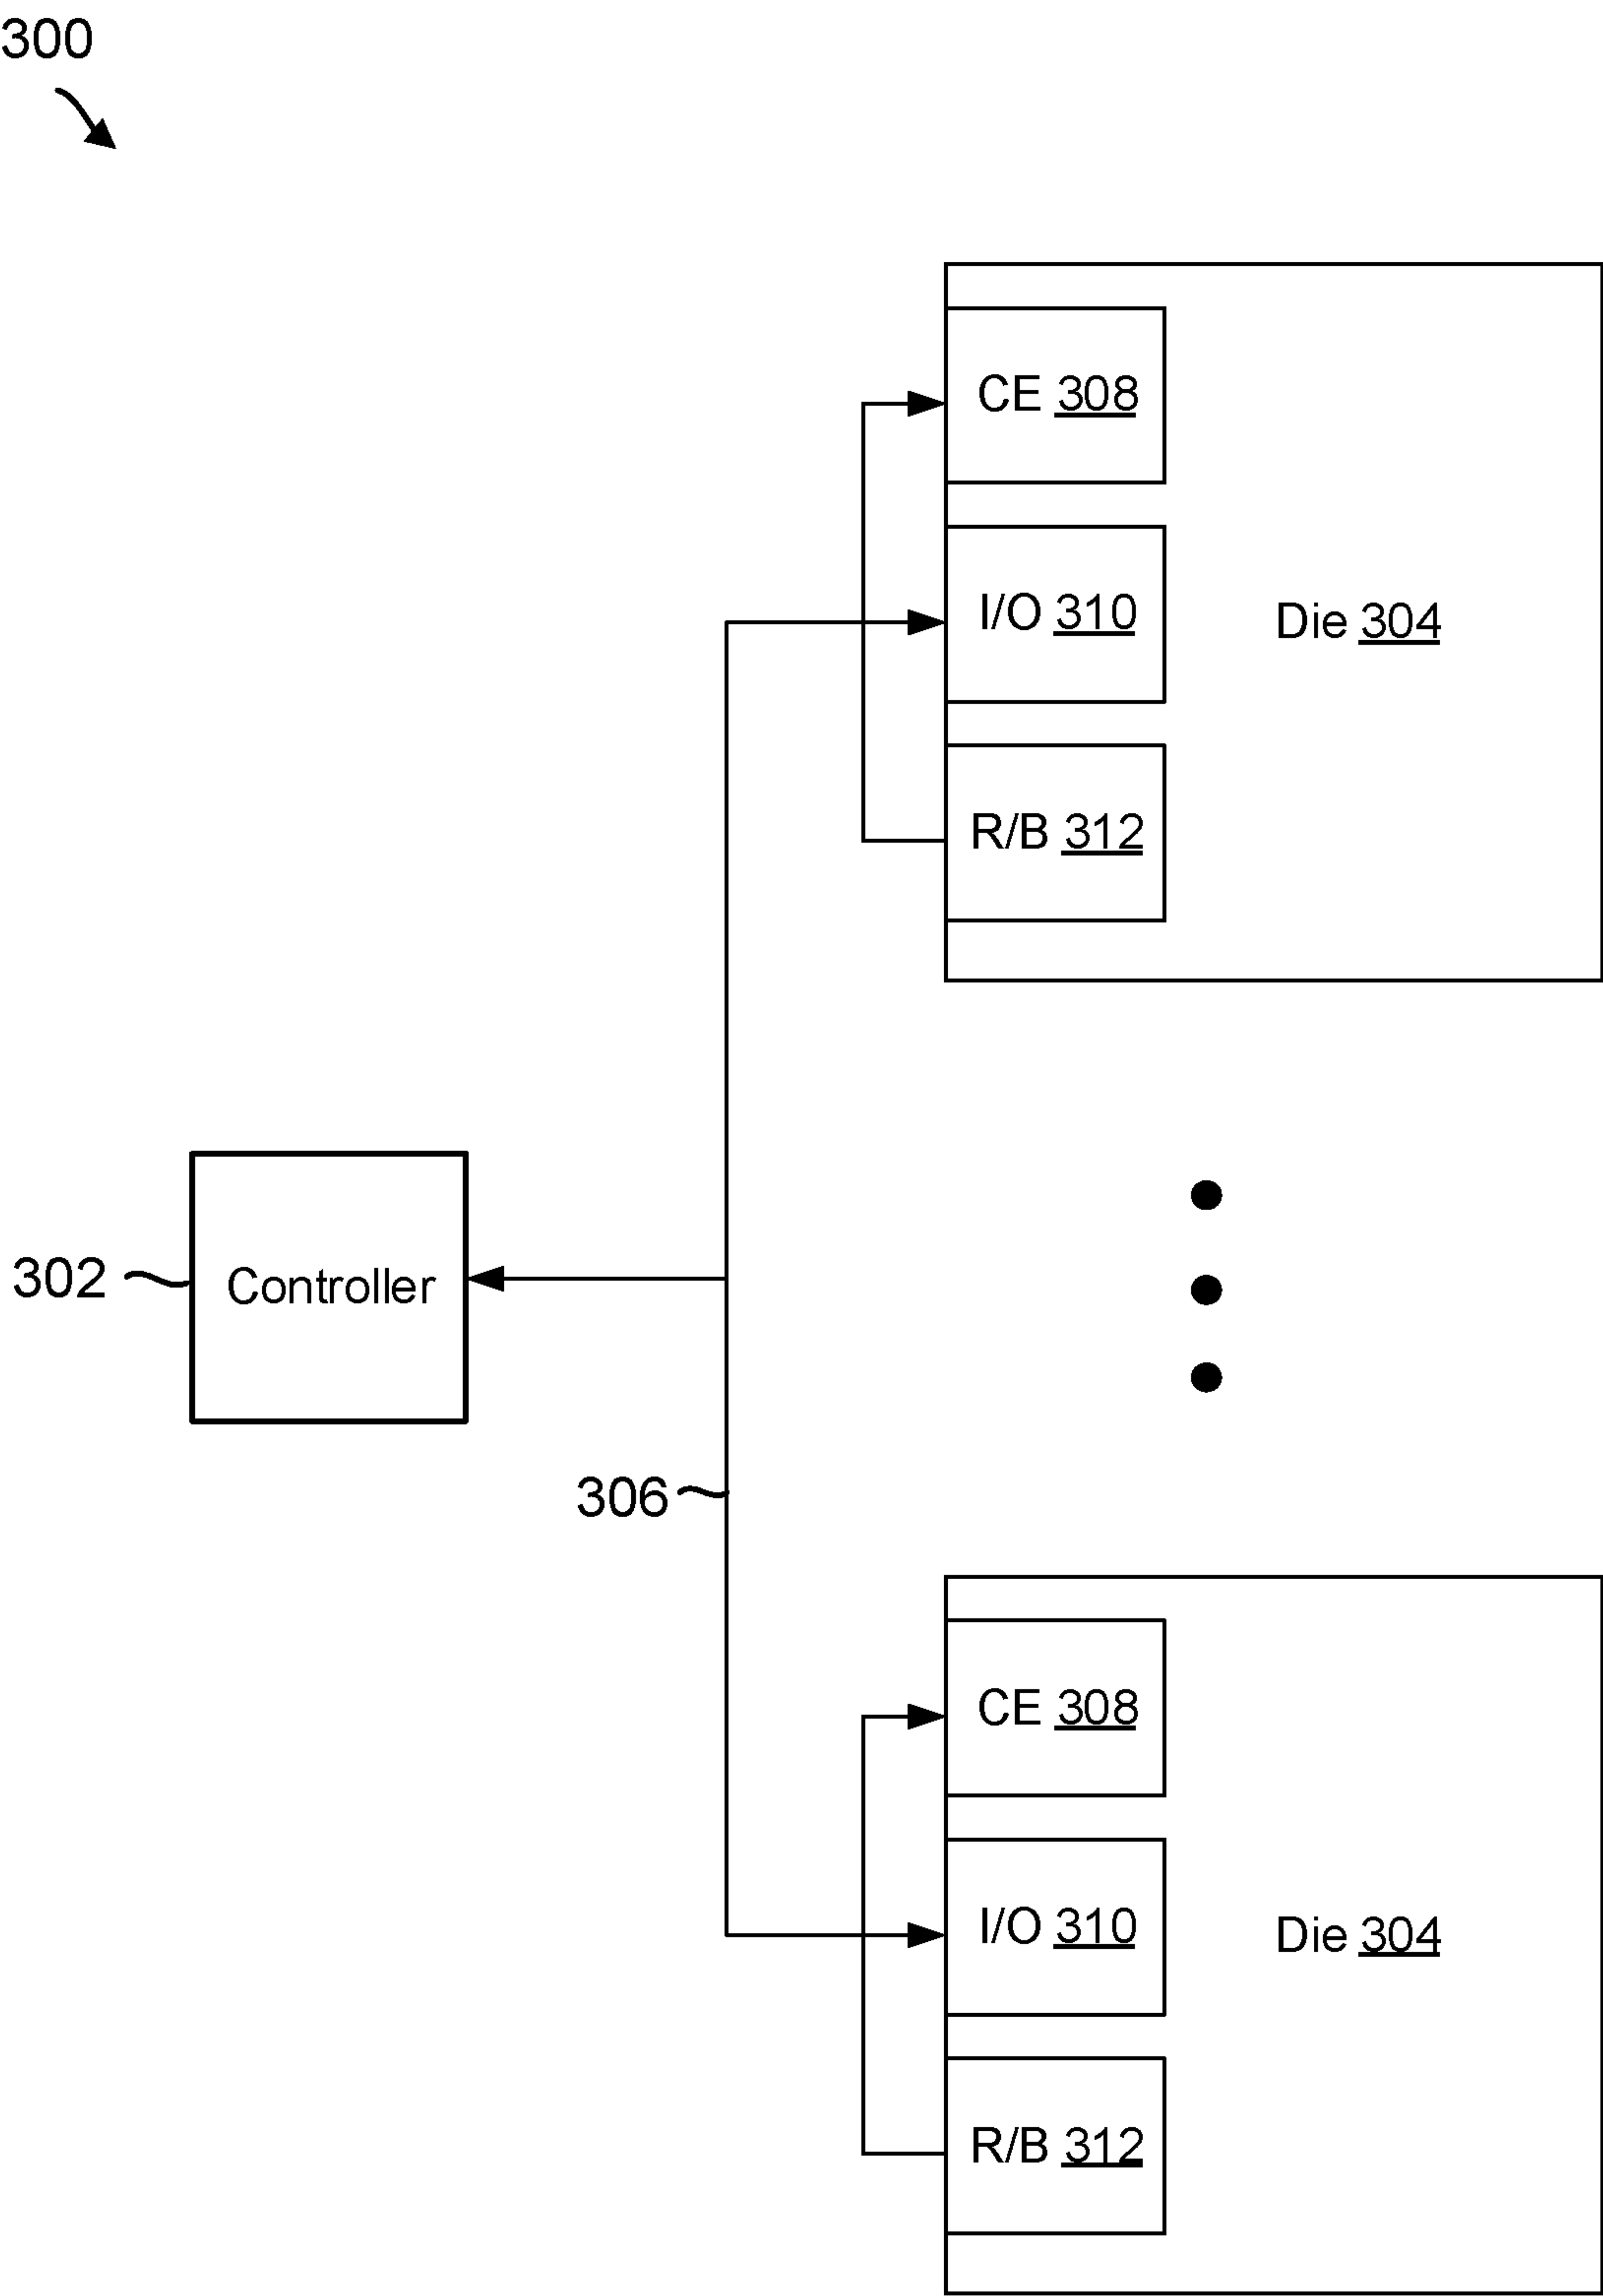 300
CE 308
I/O 310
Die 304
R/B 312
302
Controller
306
CE 308
I/O 310
Die 304
R/B 312